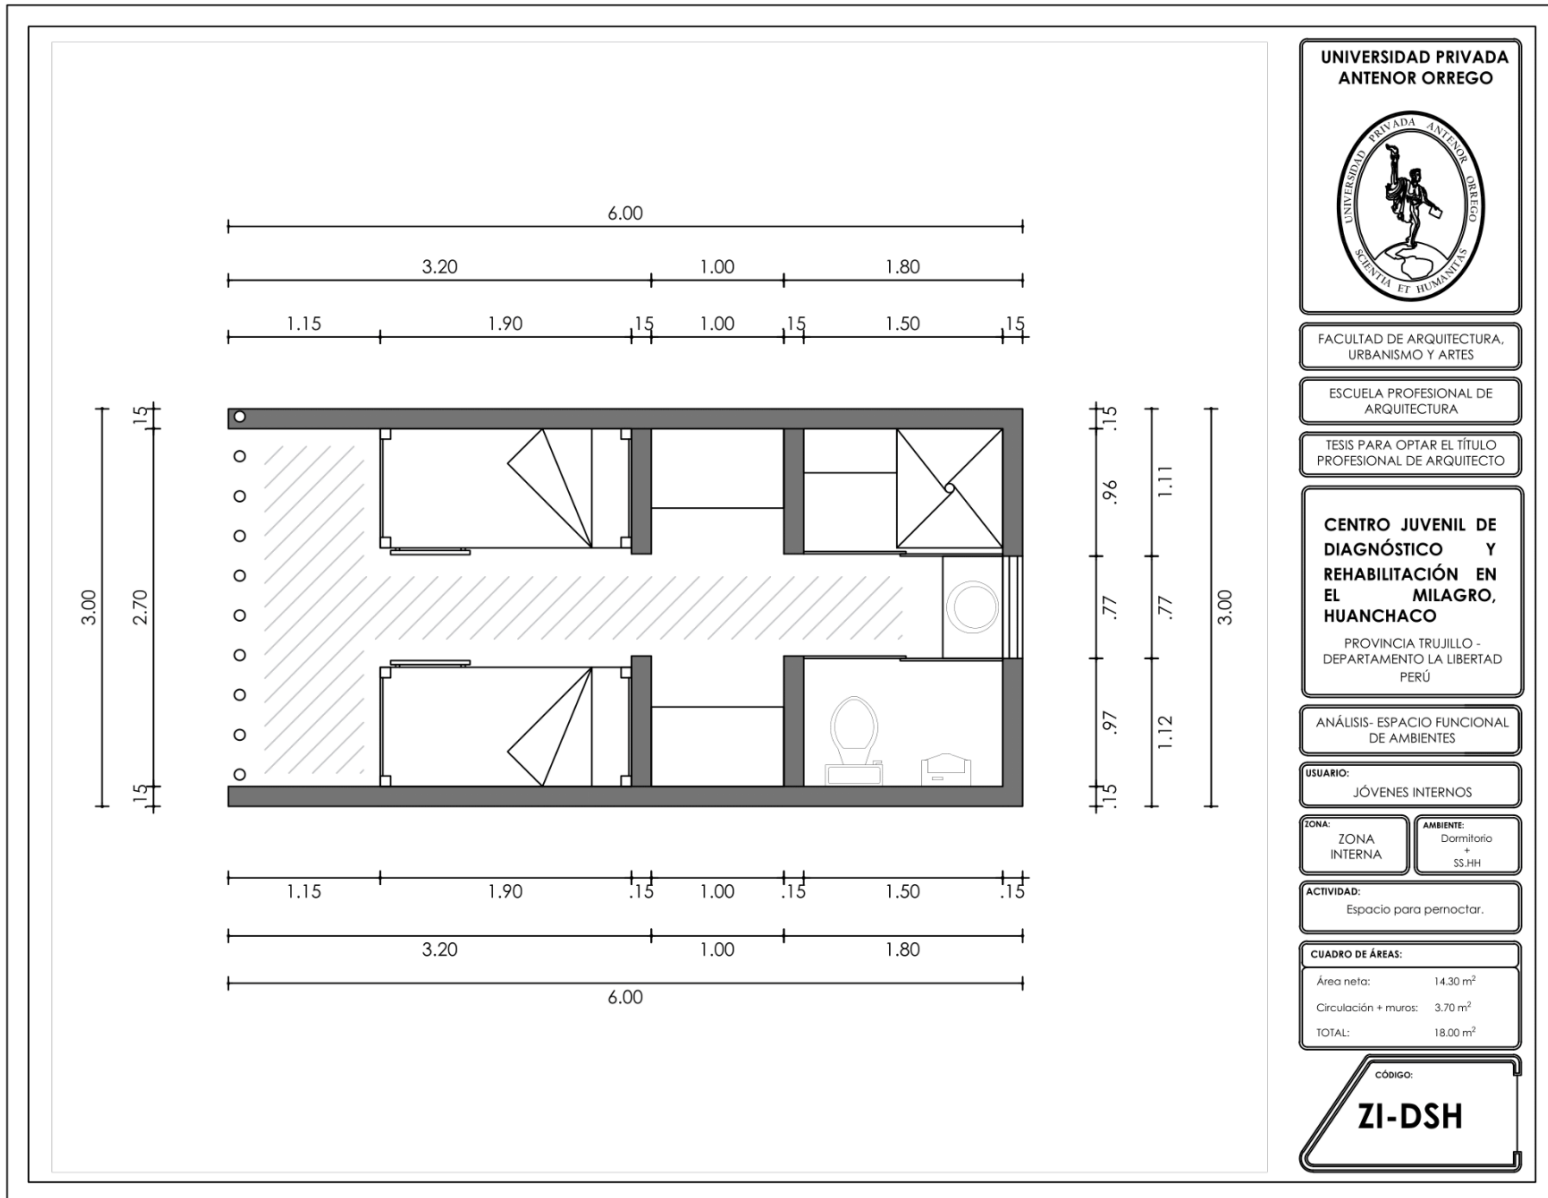 6.00
3.20 1.00 1.80
1.15 1.90 .15 1.00 .15 1.50 .15
3.00
.15
2.70
.15
.15
.96
.77
.97
.15
1.11
.77
1.12
3.00
1.15 1.90 .15 1.00 .15 1.50 .15
3.20 1.00 1.80
6.00
UNIVERSIDAD PRIVADA
ANTENOR ORREGO
UNIVERSIDAD PRIVADA ANTENOR ORREGO
SCIENTIA ET HUMANITAS
FACULTAD DE ARQUITECTURA,
URBANISMO Y ARTES
ESCUELA PROFESIONAL DE
ARQUITECTURA
TESIS PARA OPTAR EL TÍTULO
PROFESIONAL DE ARQUITECTO
CENTRO JUVENIL DE
DIAGNÓSTICO Y
REHABILITACIÓN EN
EL MILAGRO,
HUANCHACO
PROVINCIA TRUJILLO -
DEPARTAMENTO LA LIBERTAD
PERÚ
ANÁLISIS- ESPACIO FUNCIONAL
DE AMBIENTES
USUARIO:
JÓVENES INTERNOS
ZONA:
ZONA
INTERNA
AMBIENTE:
Dormitorio
+
SS.HH
ACTIVIDAD:
Espacio para pernoctar.
CUADRO DE ÁREAS:
Área neta: 14.30 m²
Circulación + muros: 3.70 m²
TOTAL: 18.00 m²
CÓDIGO:
ZI-DSH